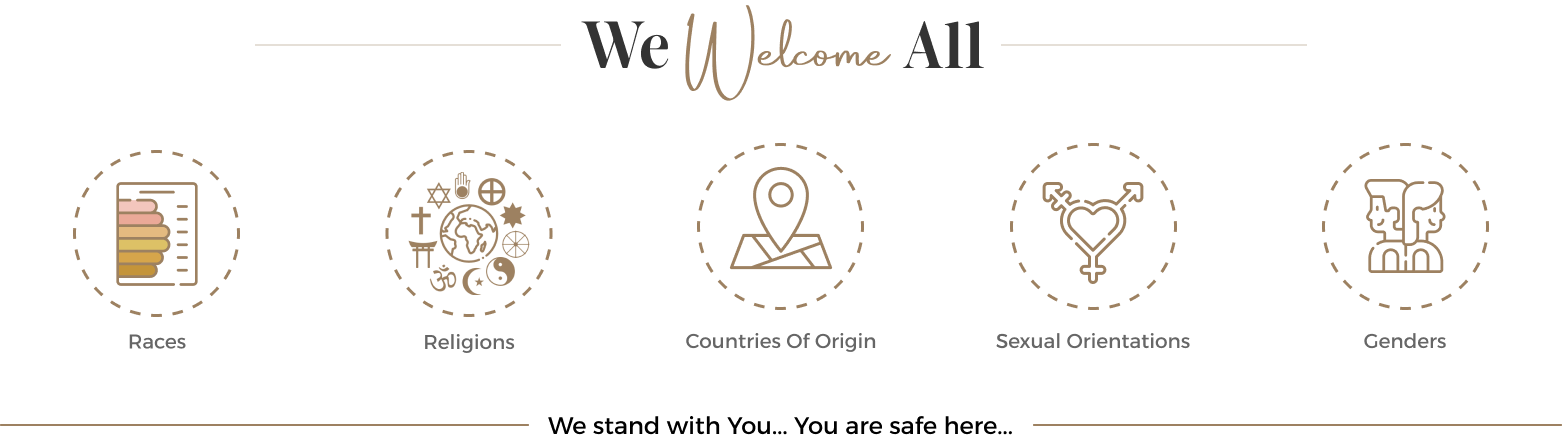 We Welcome All
Races
Religions
Countries Of Origin
Sexual Orientations
Genders
We stand with You... You are safe here...